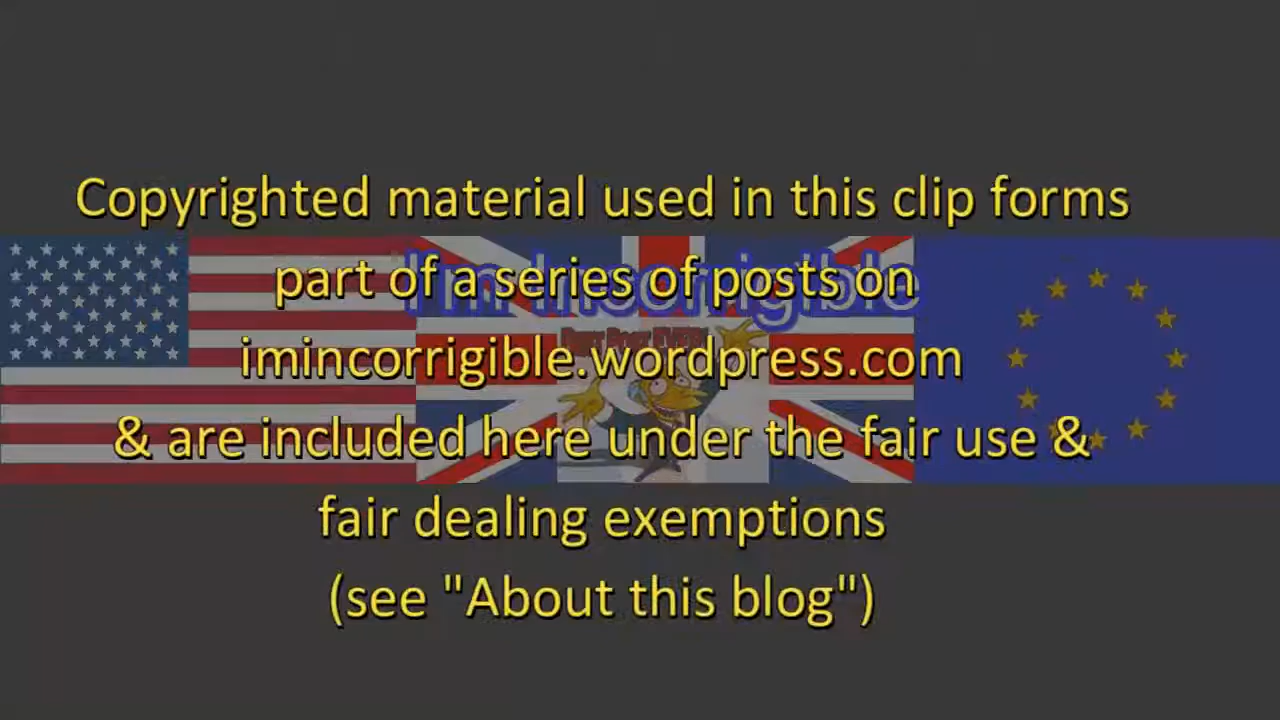 Copyrighted material used in this clip forms
part of a series of posts on
I'm Incorrigible
imincorrigible.wordpress.com
& are included here under the fair use &
fair dealing exemptions
(see "About this blog")